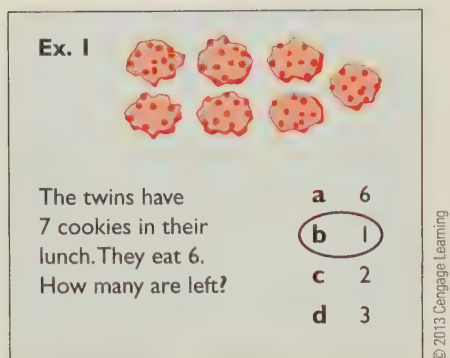 Ex. 1
The twins have
7 cookies in their
lunch. They eat 6.
How many are left?
a 6
b 1
c 2
d 3
© 2013 Cengage Learning